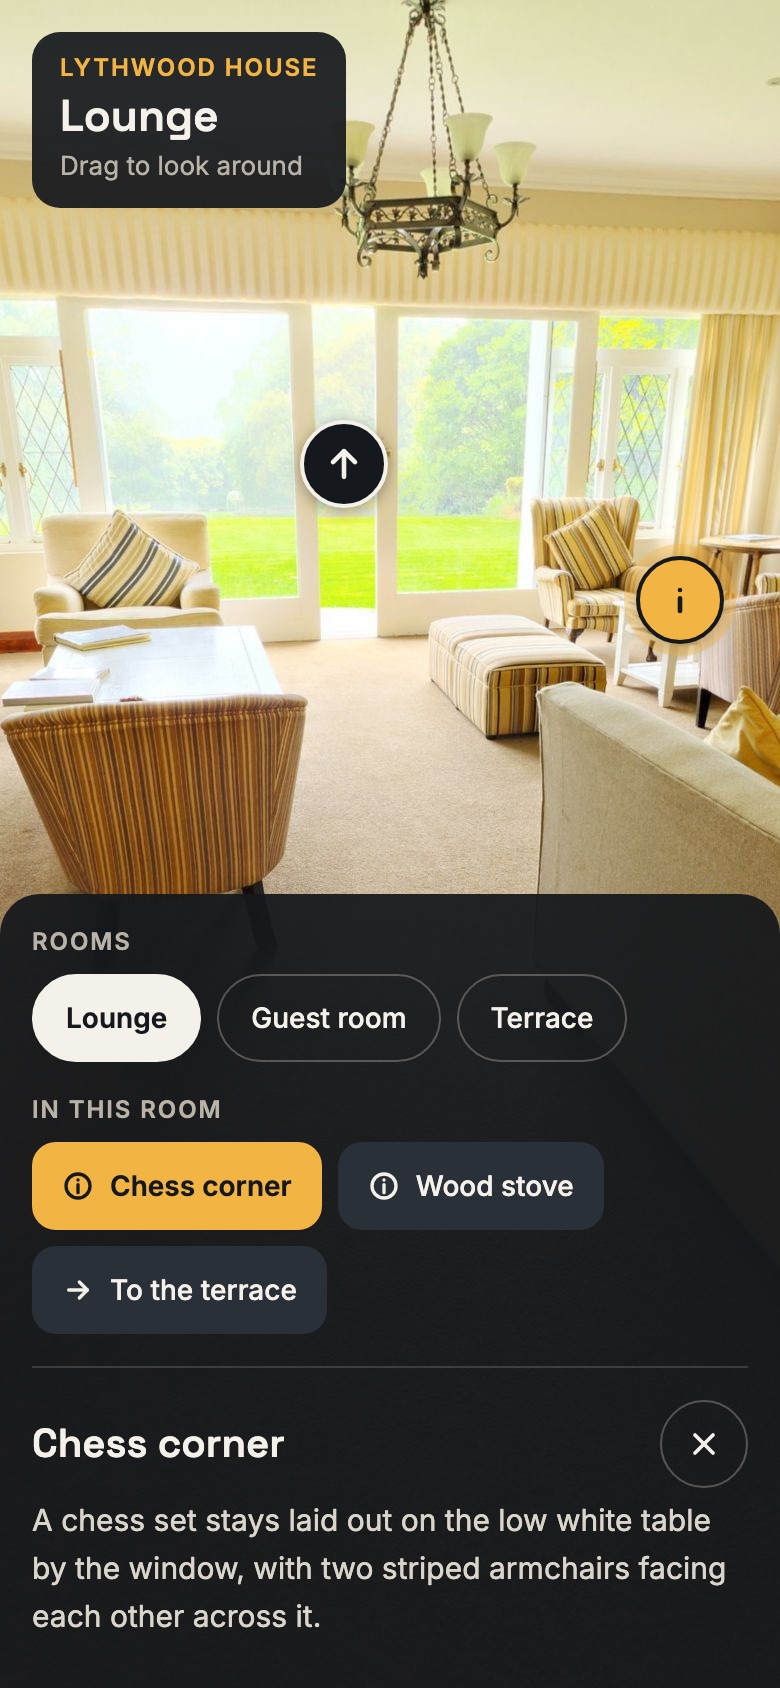 LYTHWOOD HOUSE
Lounge
Drag to look around
ROOMS
Lounge
Guest room
Terrace
IN THIS ROOM
Chess corner
Wood stove
To the terrace
Chess corner
A chess set stays laid out on the low white table
by the window, with two striped armchairs facing
each other across it.